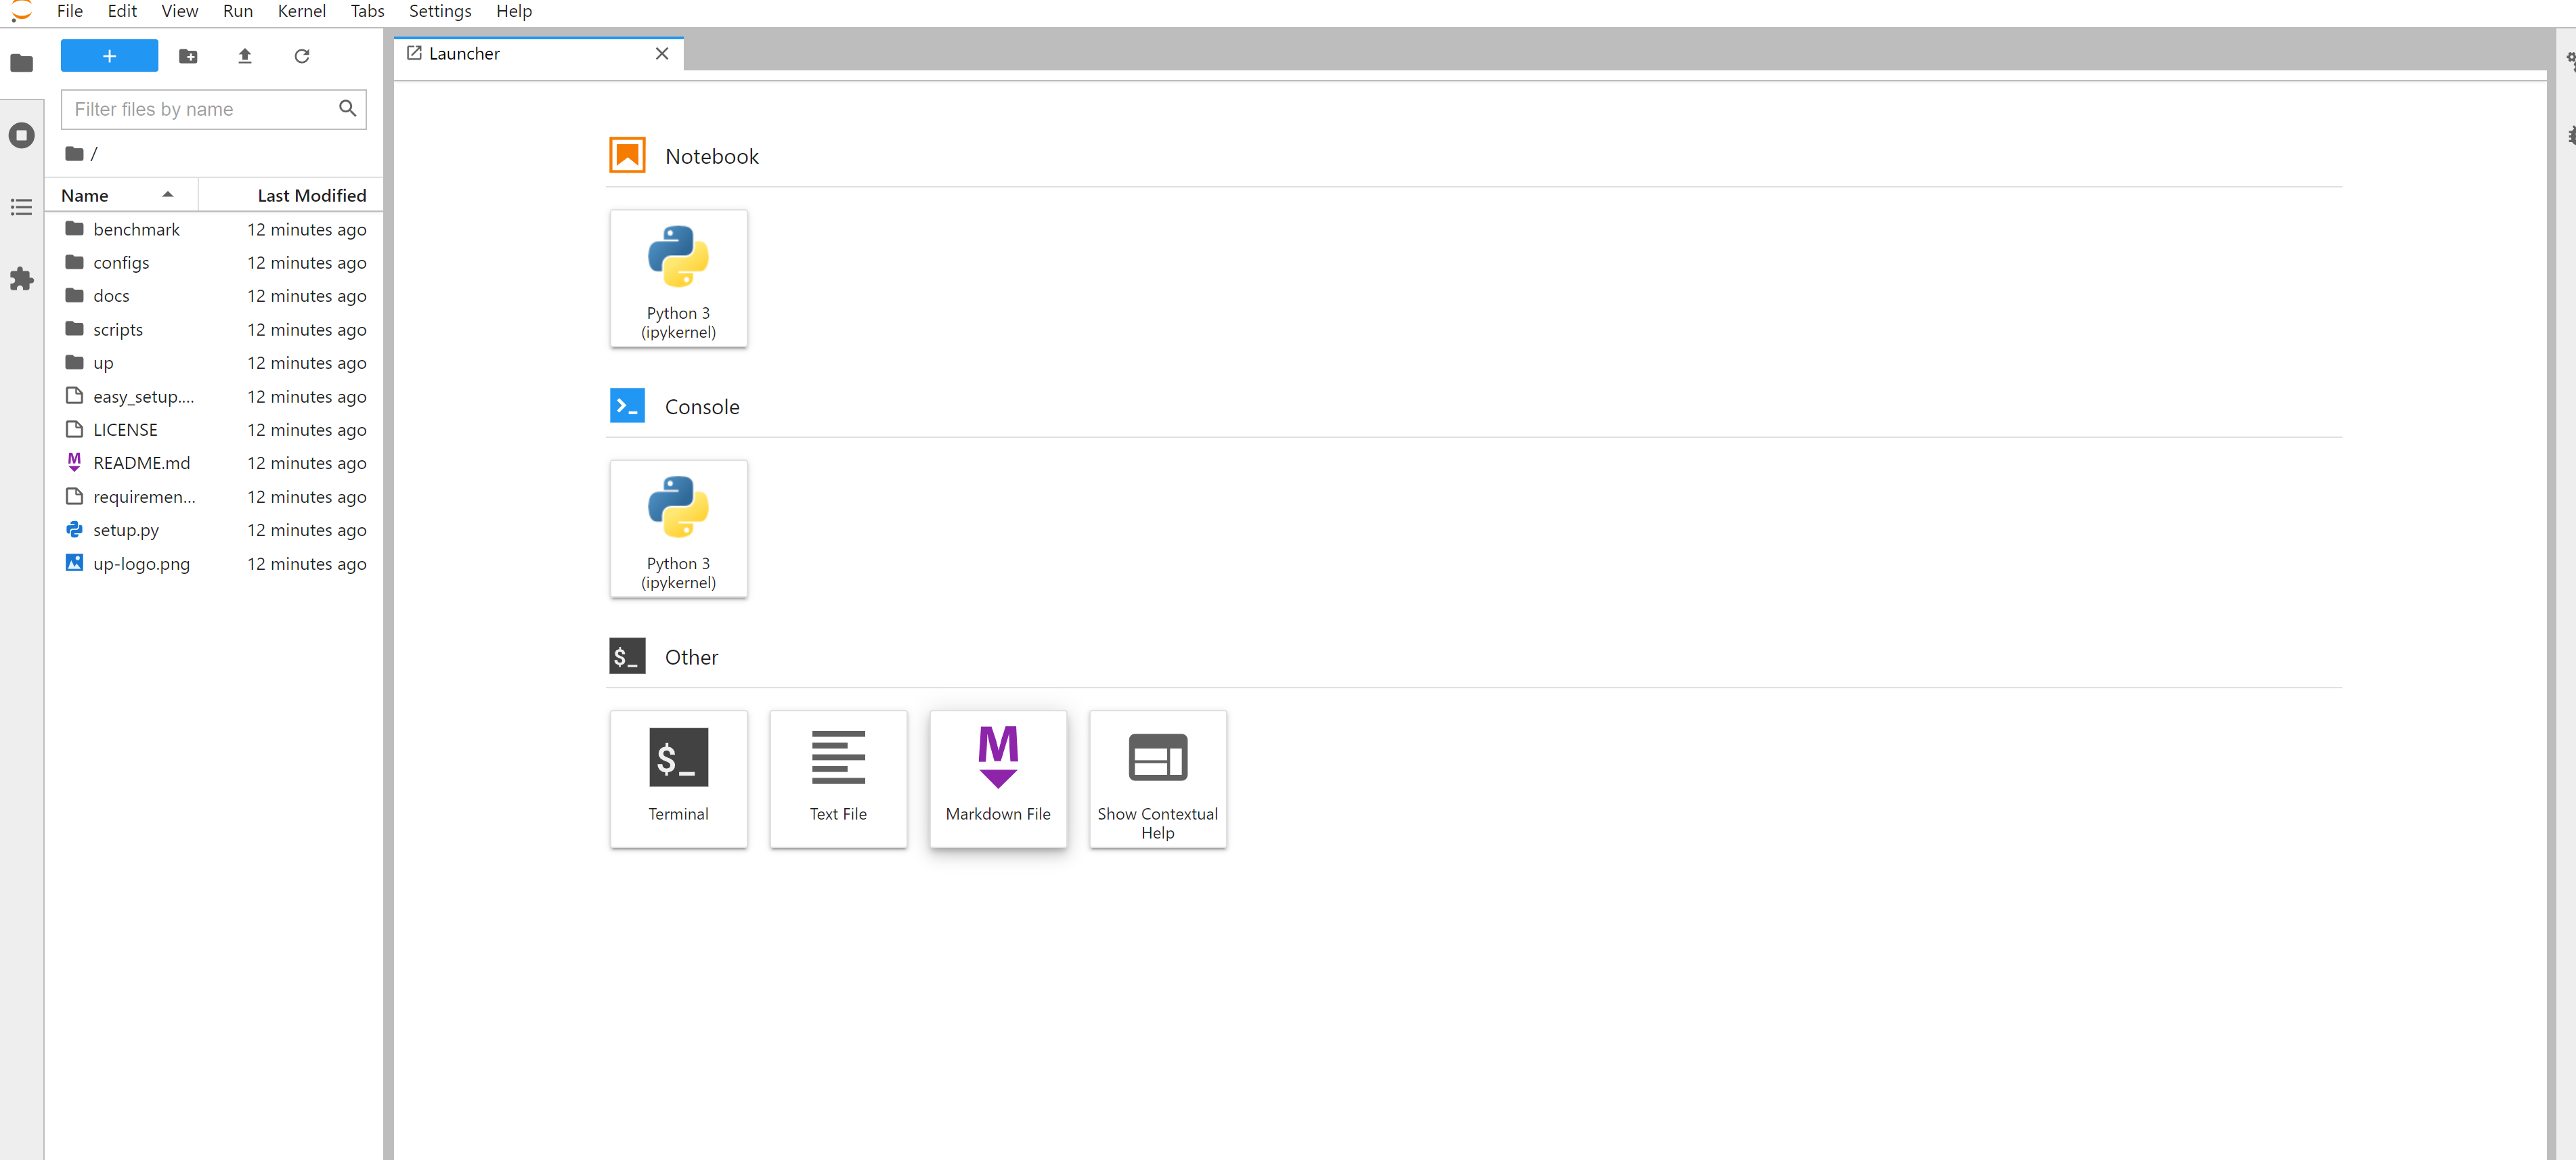 File Edit View Run Kernel Tabs Settings Help
+
Filter files by name
/
Name Last Modified
benchmark 12 minutes ago
configs 12 minutes ago
docs 12 minutes ago
scripts 12 minutes ago
up 12 minutes ago
easy_setup.... 12 minutes ago
LICENSE 12 minutes ago
README.md 12 minutes ago
requiremen... 12 minutes ago
setup.py 12 minutes ago
up-logo.png 12 minutes ago
Launcher
Notebook
Python 3
(ipykernel)
Console
Python 3
(ipykernel)
$_ Other
$_
Terminal
Text File
M
Markdown File
Show Contextual
Help